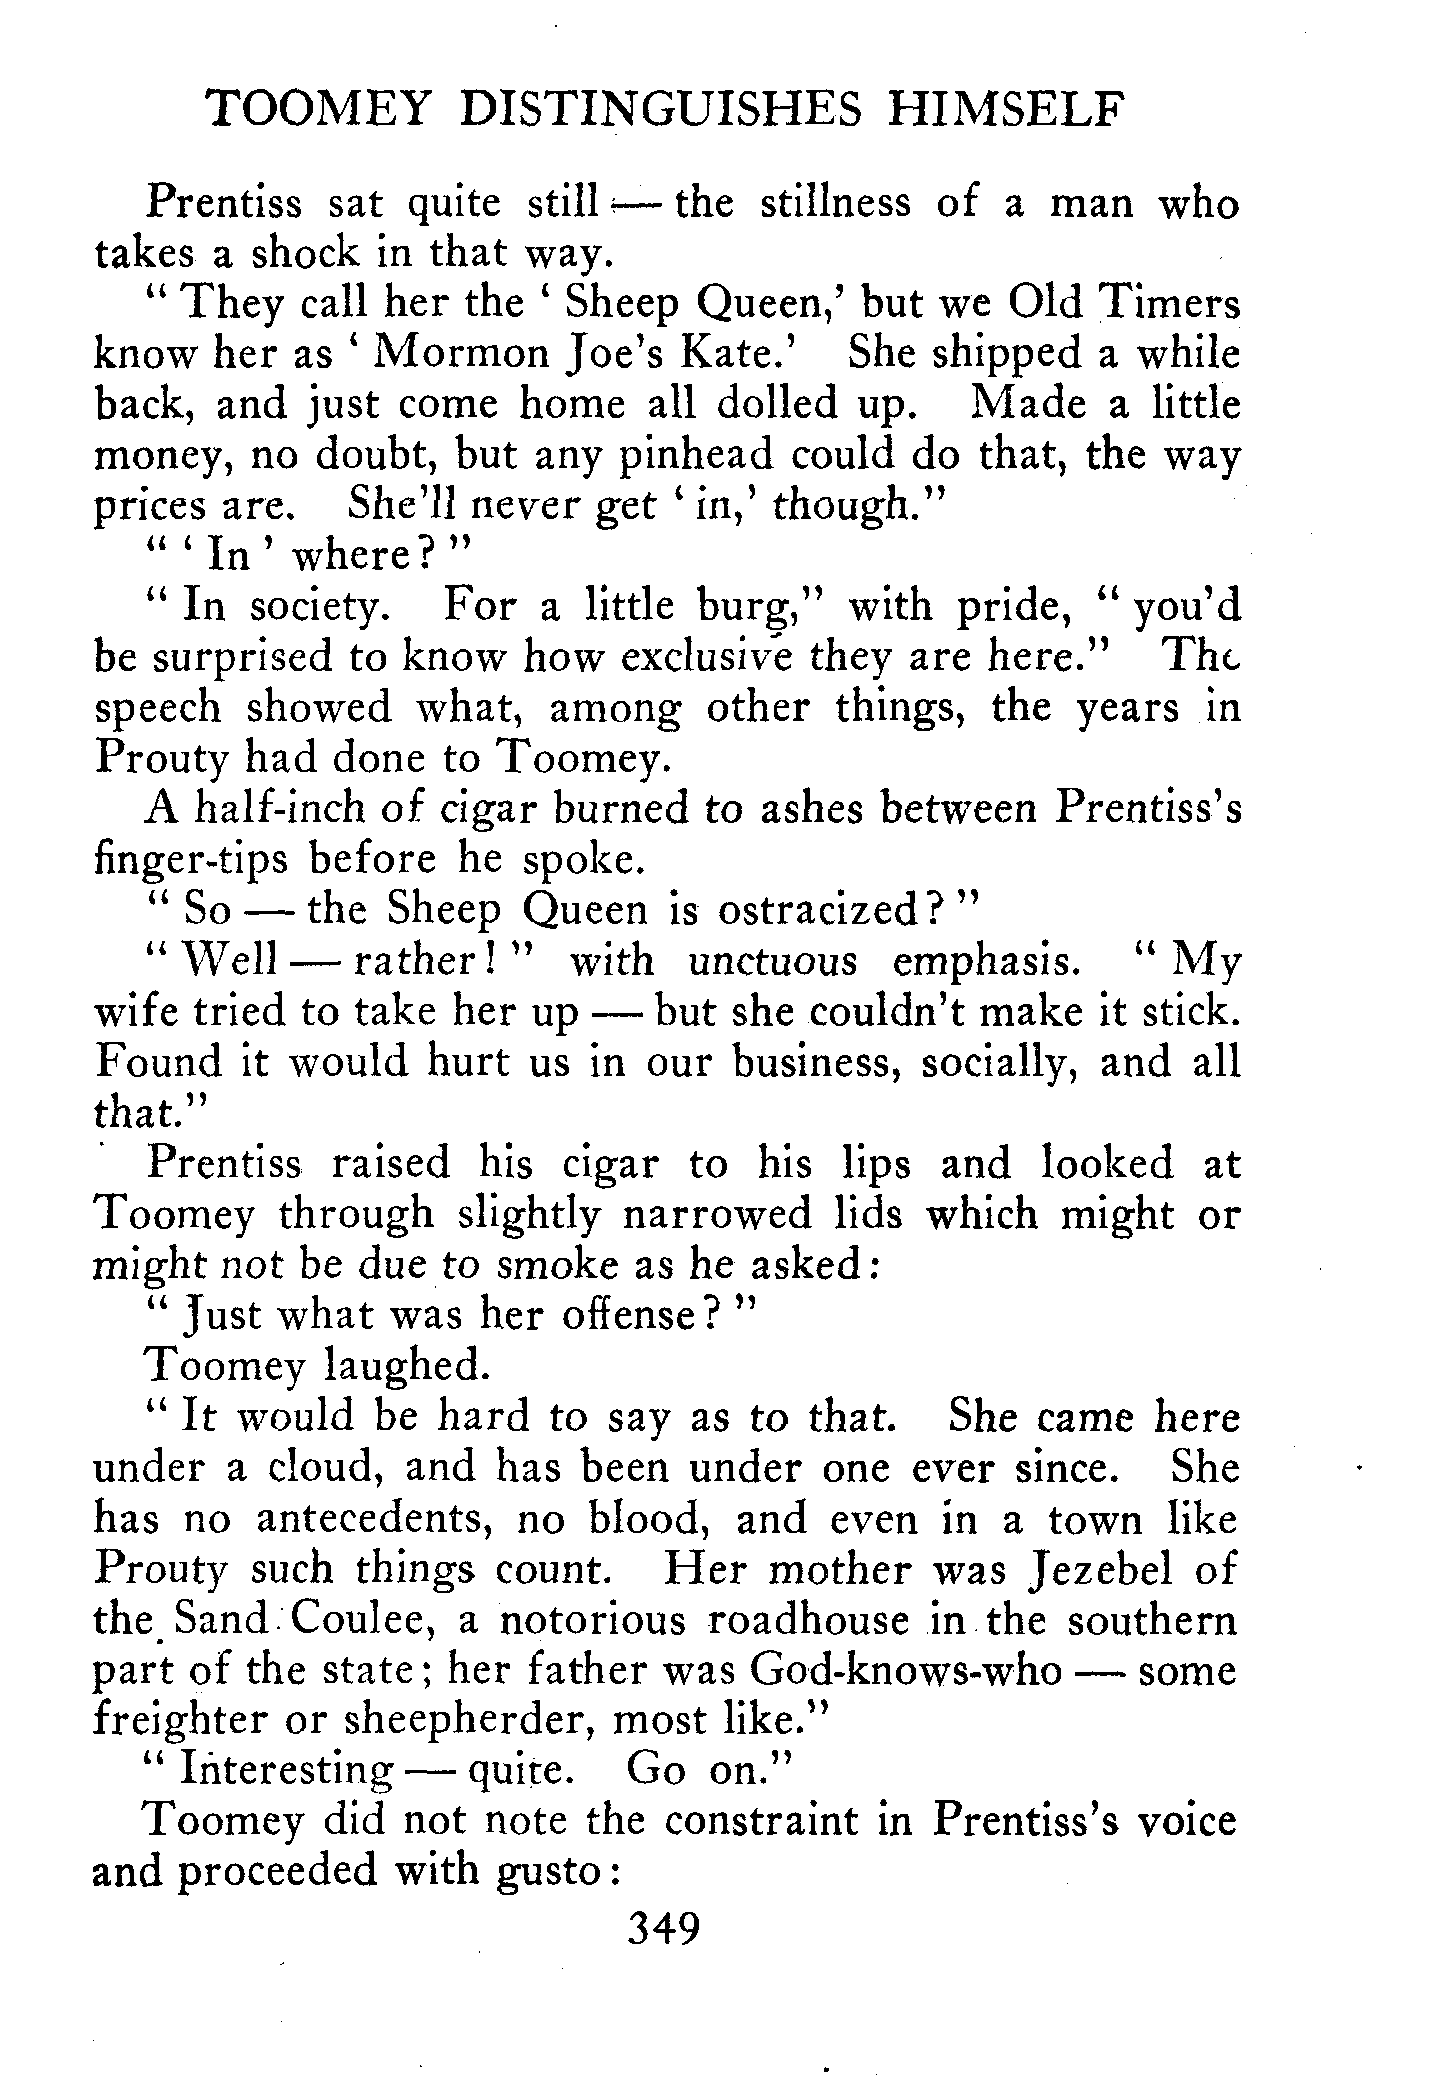 TOOMEY DISTINGUISHES HIMSELF
Prentiss sat quite still — the stillness of a man who
takes a shock in that way.
" They call her the ' Sheep Queen,' but we Old Timers
know her as ' Mormon Joe's Kate.' She shipped a while
back, and just come home all dolled up. Made a little
money, no doubt, but any pinhead could do that, the way
prices are. She'll never get ' in,' though."
" ' In ' where? "
" In society. For a little burg," with pride, " you'd
be surprised to know how exclusive they are here." The
speech showed what, among other things, the years in
Prouty had done to Toomey.
A half-inch of cigar burned to ashes between Prentiss's
finger-tips before he spoke.
" So — the Sheep Queen is ostracized? "
" Well — rather! " with unctuous emphasis. " My
wife tried to take her up — but she couldn't make it stick.
Found it would hurt us in our business, socially, and all
that."
Prentiss raised his cigar to his lips and looked at
Toomey through slightly narrowed lids which might or
might not be due to smoke as he asked:
" Just what was her offense? "
Toomey laughed.
" It would be hard to say as to that. She came here
under a cloud, and has been under one ever since. She
has no antecedents, no blood, and even in a town like
Prouty such things count. Her mother was Jezebel of
the Sand Coulee, a notorious roadhouse in the southern
part of the state; her father was God-knows-who — some
freighter or sheepherder, most like."
" Interesting — quite. Go on."
Toomey did not note the constraint in Prentiss's voice
and proceeded with gusto:
349